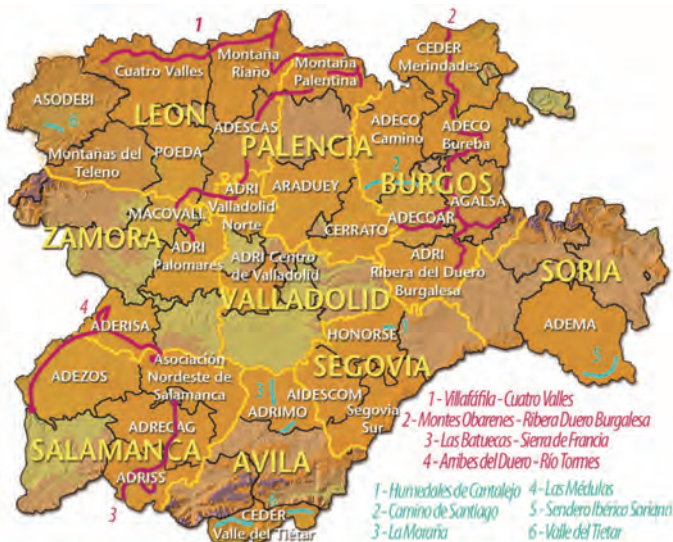 1
2
Montaña
Riaño
Cuatro Valles
Montaña
Palentina
CEDER
Merindades
ASODEBI
6
LEON
ADESCAS
PALENCIA
ADECO
Camino
ADECO
Bureba
Montañas del
Teleno
POEDA
2
BURGOS
MACOVALL
ADRI
Valladolid
Norte
ARADUEY
AGALSA
ZAMORA
CERRATO
ADECOAR
ADRI
Palomares
ADRI Centro
de Valladolid
ADRI
Ribera del Duero
Burgalesa
SORIA
VALLADOLID
4
ADERISA
HONORSE
1
ADEMA
ADEZOS
Asociación
Nordeste de
Salamanca
SEGOVIA
5
3
AIDESCOM
ADRIMO
Segovia
Sur
ADRECAG
SALAMANCA
ADRISS
AVILA
3
6
CEDER
Valle del Tiétar
1 - Villafáfila - Cuatro Valles
2 - Montes Obarenes - Ribera Duero Burgalesa
3 - Las Batuecas - Sierra de Francia
4 - Arribes del Duero - Río Tormes
1 - Humedales de Cantalejo
2 - Camino de Santiago
3 - La Moraña
4 - Las Médulas
5 - Sendero Ibérico Soriano
6 - Valle del Tietar